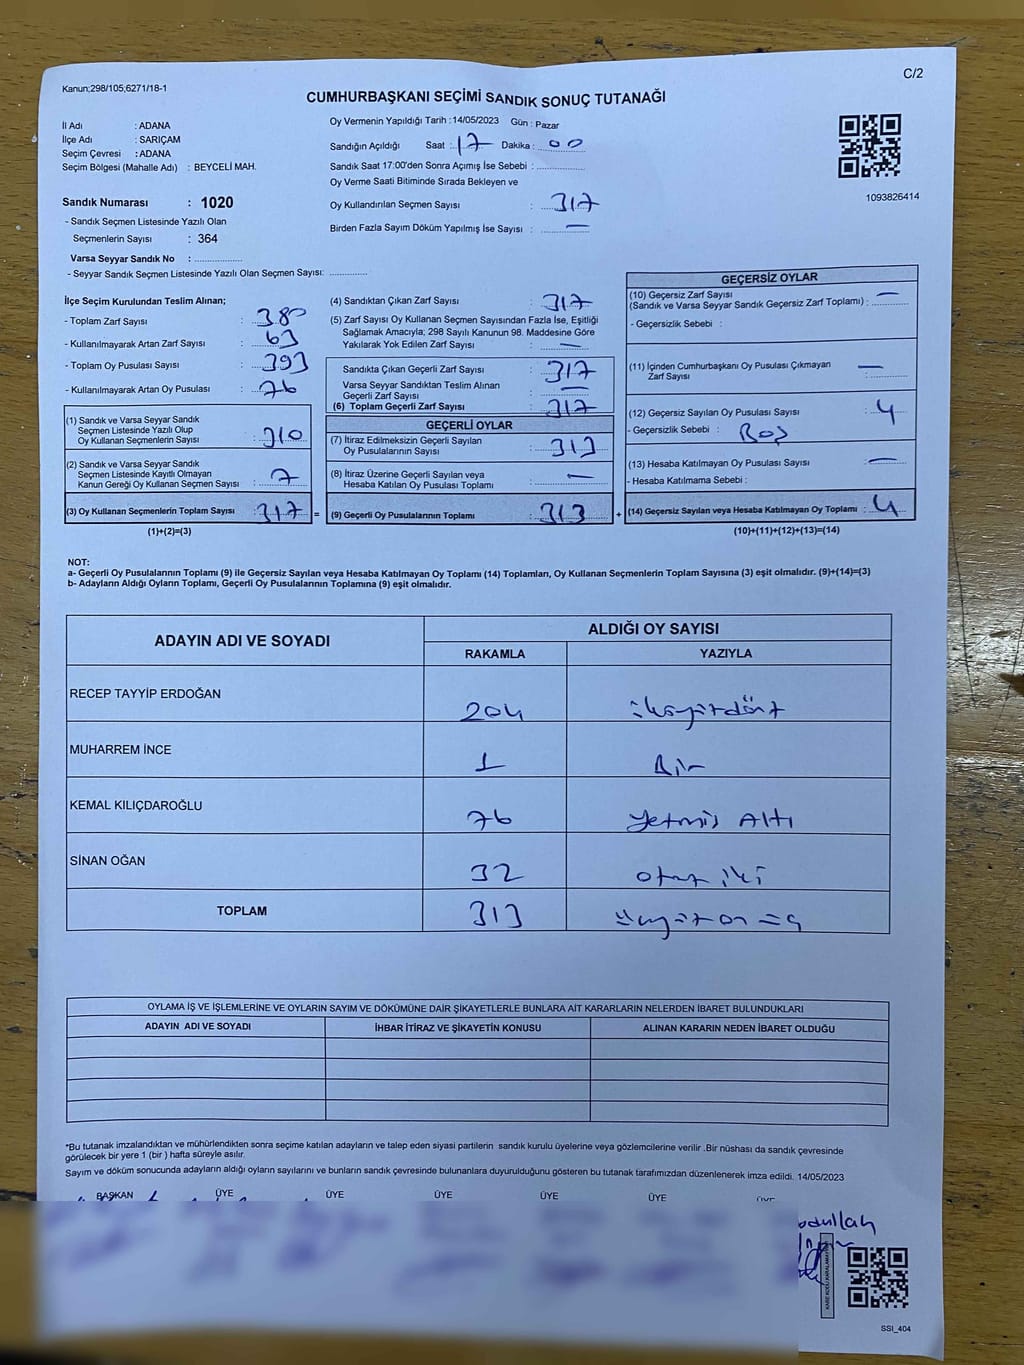 C/2
Kanun;298/105;6271/18-1
CUMHURBAŞKANI SEÇİMİ SANDIK SONUÇ TUTANAĞI
İl Adı : ADANA
İlçe Adı : SARIÇAM
Seçim Çevresi : ADANA
Seçim Bölgesi (Mahalle Adı) : BEYCELİ MAH.
Sandık Numarası : 1020
- Sandık Seçmen Listesinde Yazılı Olan
Seçmenlerin Sayısı : 364
Varsa Seyyar Sandık No :
- Seyyar Sandık Seçmen Listesinde Yazılı Olan Seçmen Sayısı:
Oy Vermenin Yapıldığı Tarih :14/05/2023 Gün : Pazar
Sandığın Açıldığı Saat : 17 Dakika : 00
Sandık Saat 17:00'den Sonra Açımış İse Sebebi :
Oy Verme Saati Bitiminde Sırada Bekleyen ve
Oy Kullandırılan Seçmen Sayısı : 317
Birden Fazla Sayım Döküm Yapılmış İse Sayısı : —
1093826414
İlçe Seçim Kurulundan Teslim Alınan;
- Toplam Zarf Sayısı : 380
- Kullanılmayarak Artan Zarf Sayısı : 63
- Toplam Oy Pusulası Sayısı : 393
- Kullanılmayarak Artan Oy Pusulası : 76
(1) Sandık ve Varsa Seyyar Sandık
Seçmen Listesinde Yazılı Olup
Oy Kullanan Seçmenlerin Sayısı : 310
(2) Sandık ve Varsa Seyyar Sandık
Seçmen Listesinde Kayıtlı Olmayan
Kanun Gereği Oy Kullanan Seçmen Sayısı : 7
(3) Oy Kullanan Seçmenlerin Toplam Sayısı : 317 =
(1)+(2)=(3)
(4) Sandıktan Çıkan Zarf Sayısı : 317
(5) Zarf Sayısı Oy Kullanan Seçmen Sayısından Fazla İse, Eşitliği
Sağlamak Amacıyla; 298 Sayılı Kanunun 98. Maddesine Göre
Yakılarak Yok Edilen Zarf Sayısı : —
Sandıkta Çıkan Geçerli Zarf Sayısı : 317
Varsa Seyyar Sandıktan Teslim Alınan
Geçerli Zarf Sayısı : —
(6) Toplam Geçerli Zarf Sayısı : 317
GEÇERLİ OYLAR
(7) İtiraz Edilmeksizin Geçerli Sayılan
Oy Pusulalarının Sayısı : 313
(8) İtiraz Üzerine Geçerli Sayılan veya
Hesaba Katılan Oy Pusulası Toplamı : —
(9) Geçerli Oy Pusulalarının Toplamı : 313 +
GEÇERSİZ OYLAR
(10) Geçersiz Zarf Sayısı —
(Sandık ve Varsa Seyyar Sandık Geçersiz Zarf Toplamı) :
- Geçersizlik Sebebi :
(11) İçinden Cumhurbaşkanı Oy Pusulası Çıkmayan
Zarf Sayısı : —
(12) Geçersiz Sayılan Oy Pusulası Sayısı : 4
- Geçersizlik Sebebi : Boş
(13) Hesaba Katılmayan Oy Pusulası Sayısı : —
- Hesaba Katılmama Sebebi :
(14) Geçersiz Sayılan veya Hesaba Katılmayan Oy Toplamı : 4
(10)+(11)+(12)+(13)=(14)
NOT:
a- Geçerli Oy Pusulalarının Toplamı (9) ile Geçersiz Sayılan veya Hesaba Katılmayan Oy Toplamı (14) Toplamları, Oy Kullanan Seçmenlerin Toplam Sayısına (3) eşit olmalıdır. (9)+(14)=(3)
b- Adayların Aldığı Oyların Toplamı, Geçerli Oy Pusulalarının Toplamına (9) eşit olmalıdır.
ADAYIN ADI VE SOYADI
ALDIĞI OY SAYISI
RAKAMLA YAZIYLA
RECEP TAYYİP ERDOĞAN 204 ikiyüzdört
MUHARREM İNCE 1 Bir
KEMAL KILIÇDAROĞLU 76 Yetmiş Altı
SİNAN OĞAN 32 otuz iki
TOPLAM 313 üçyüz on üç
OYLAMA İŞ VE İŞLEMLERİNE VE OYLARIN SAYIM VE DÖKÜMÜNE DAİR ŞİKAYETLERLE BUNLARA AİT KARARLARIN NELERDEN İBARET BULUNDUKLARI
ADAYIN ADI VE SOYADI İHBAR İTİRAZ VE ŞİKAYETİN KONUSU ALINAN KARARIN NEDEN İBARET OLDUĞU
*Bu tutanak imzalandıktan ve mühürlendikten sonra seçime katılan adayların ve talep eden siyasi partilerin sandık kurulu üyelerine veya gözlemcilerine verilir .Bir nüshası da sandık çevresinde
görülecek bir yere 1 (bir ) hafta süreyle asılır.
Sayım ve döküm sonucunda adayların aldığı oyların sayılarını ve bunların sandık çevresinde bulunanlara duyurulduğunu gösteren bu tutanak tarafımızdan düzenlenerek imza edildi. 14/05/2023
BAŞKAN ÜYE ÜYE ÜYE ÜYE ÜYE ÜYE
SSI_404